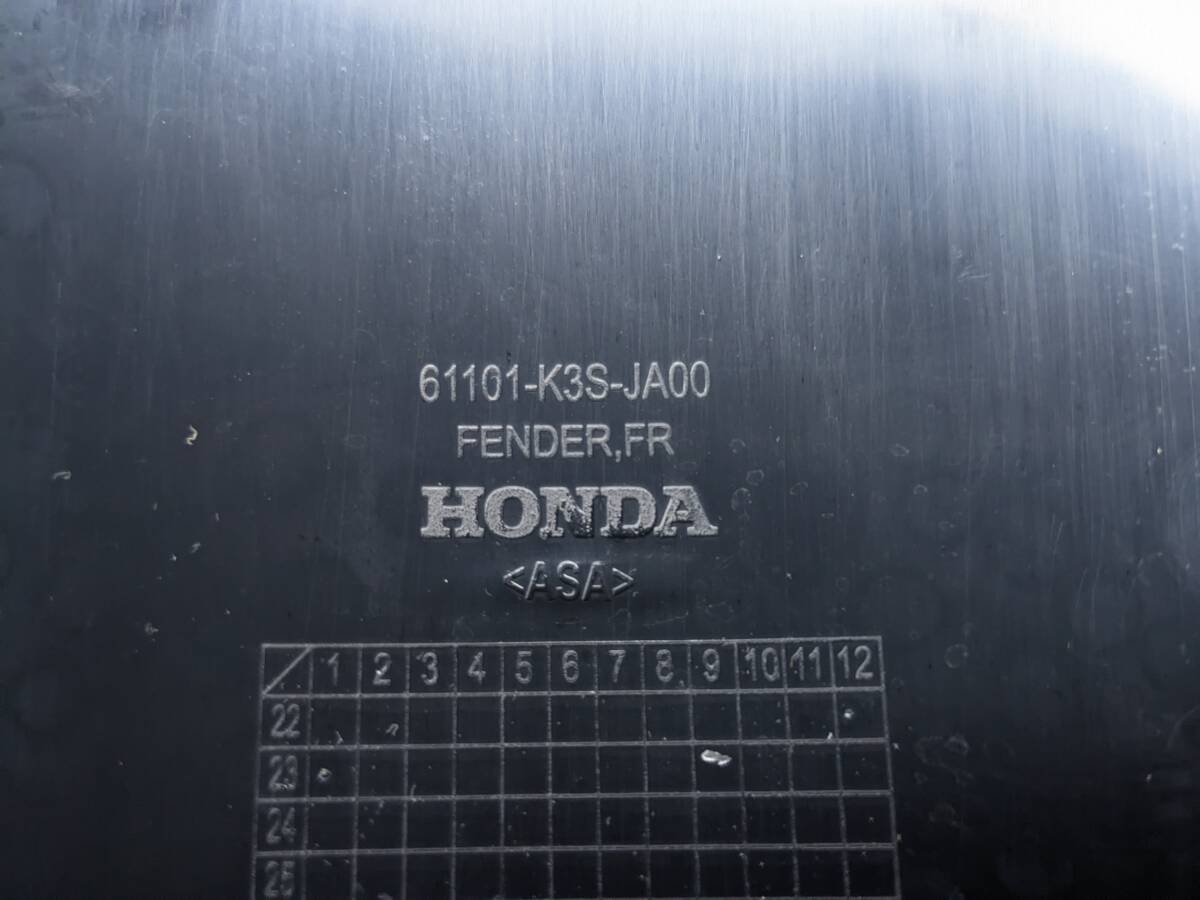 61101-K3S-JA00
FENDER,FR
HONDA
<ASA>
1 2 3 4 5 6 7 8 9 10 11 12
22
23
24
25